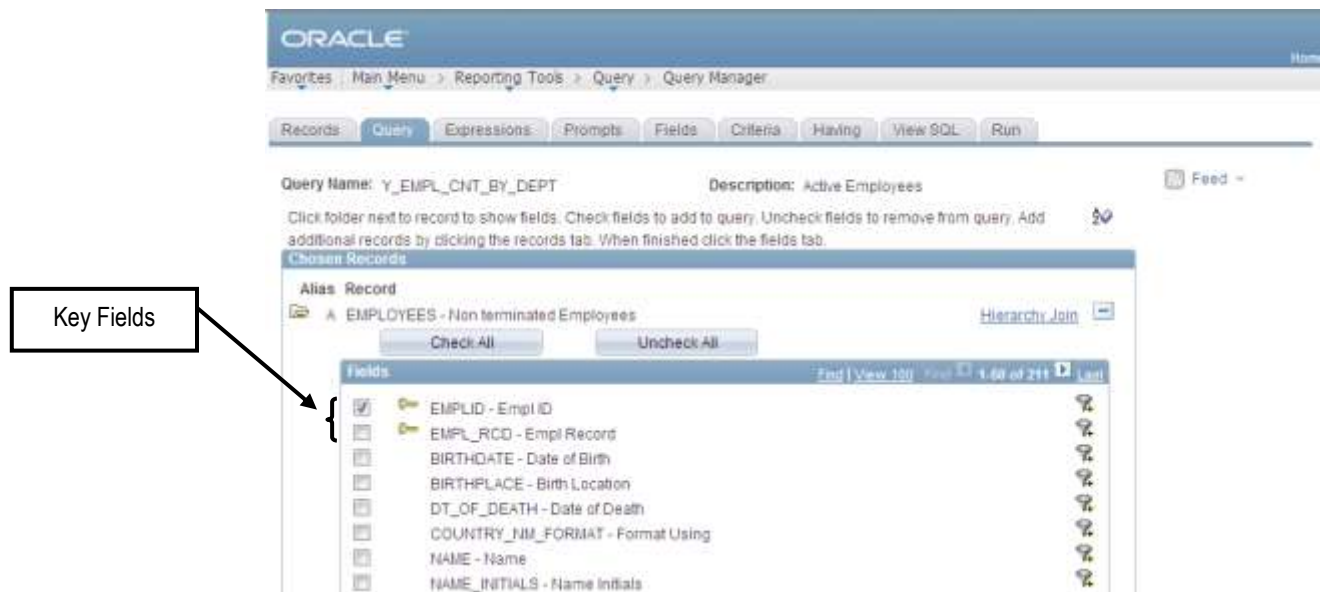 ORACLE
Home
Favorites Main Menu > Reporting Tools > Query > Query Manager
Records Query Expressions Prompts Fields Criteria Having View SQL Run
Query Name: Y_EMPL_CNT_BY_DEPT Description: Active Employees Feed
Click folder next to record to show fields. Check fields to add to query. Uncheck fields to remove from query. Add
additional records by clicking the records tab. When finished click the fields tab.
Chosen Records
Alias Record
A EMPLOYEES - Non terminated Employees Hierarchy Join
Key Fields
Check All Uncheck All
Fields Find | View 100 First 1-60 of 211 Last
EMPLID - Empl ID
EMPL_RCD - Empl Record
BIRTHDATE - Date of Birth
BIRTHPLACE - Birth Location
DT_OF_DEATH - Date of Death
COUNTRY_NM_FORMAT - Format Using
NAME - Name
NAME_INITIALS - Name Initials